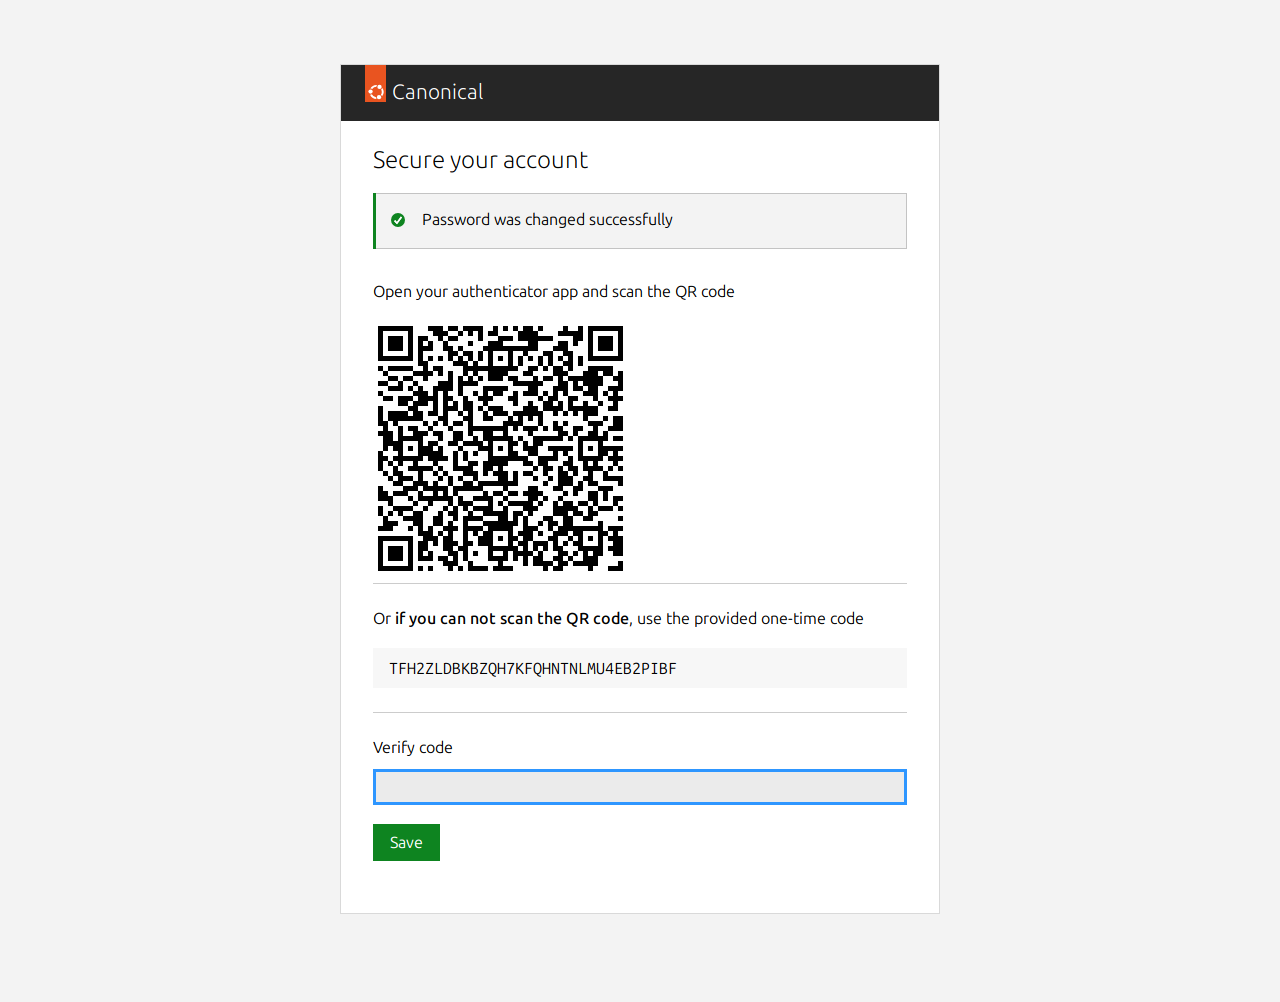 Canonical
Secure your account
Password was changed successfully
Open your authenticator app and scan the QR code
Or if you can not scan the QR code, use the provided one-time code
TFH2ZLDBKBZQH7KFQHNTNLMU4EB2PIBF
Verify code
Save